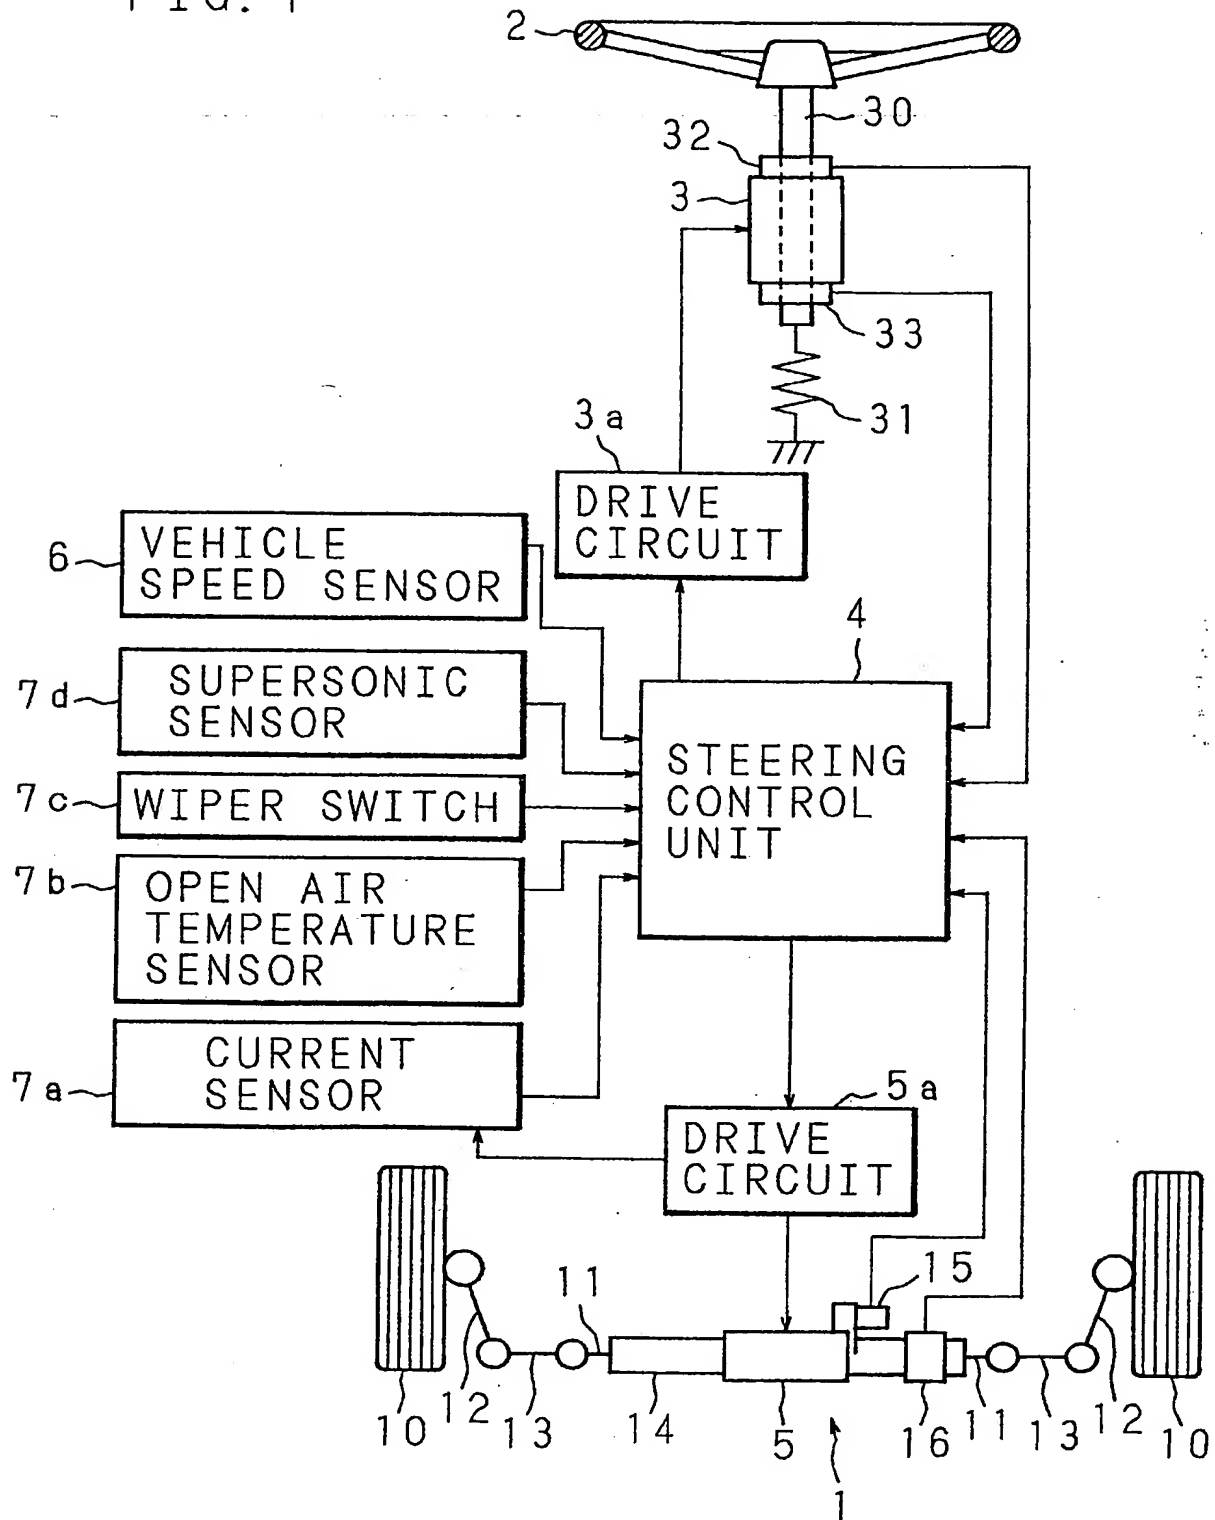 FIG. 1
2
30
32
3
33
31
3a
DRIVE
CIRCUIT
6
VEHICLE
SPEED SENSOR
4
7d
SUPERSONIC
SENSOR
STEERING
CONTROL
UNIT
7c
WIPER SWITCH
7b
OPEN AIR
TEMPERATURE
SENSOR
7a
CURRENT
SENSOR
5a
DRIVE
CIRCUIT
11
15
10
12
13
14
5
16
11
13
12
10
1